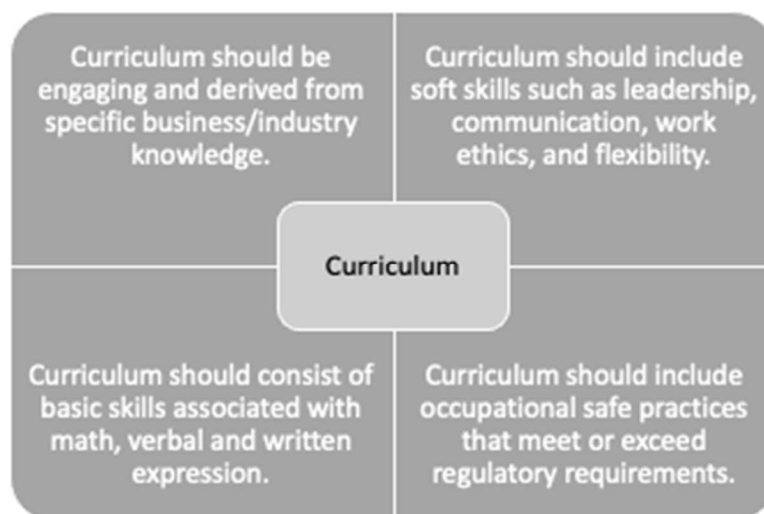 Curriculum should be
engaging and derived from
specific business/industry
knowledge.
Curriculum should include
soft skills such as leadership,
communication, work
ethics, and flexibility.
Curriculum
Curriculum should consist of
basic skills associated with
math, verbal and written
expression.
Curriculum should include
occupational safe practices
that meet or exceed
regulatory requirements.